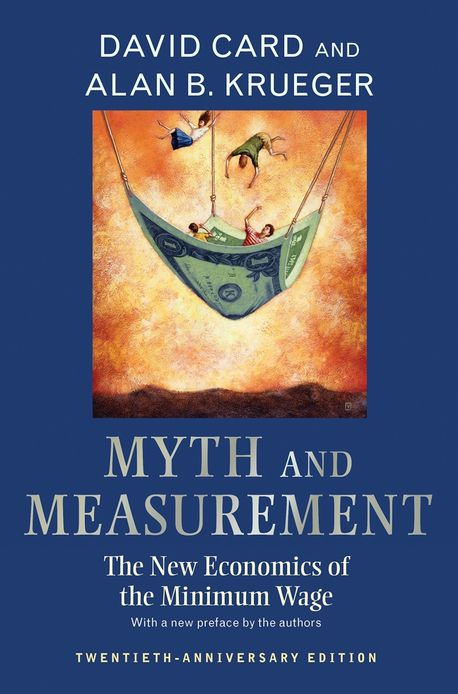 DAVID CARD AND
ALAN B. KRUEGER
MYTH AND
MEASUREMENT
The New Economics of
the Minimum Wage
With a new preface by the authors
TWENTIETH-ANNIVERSARY EDITION